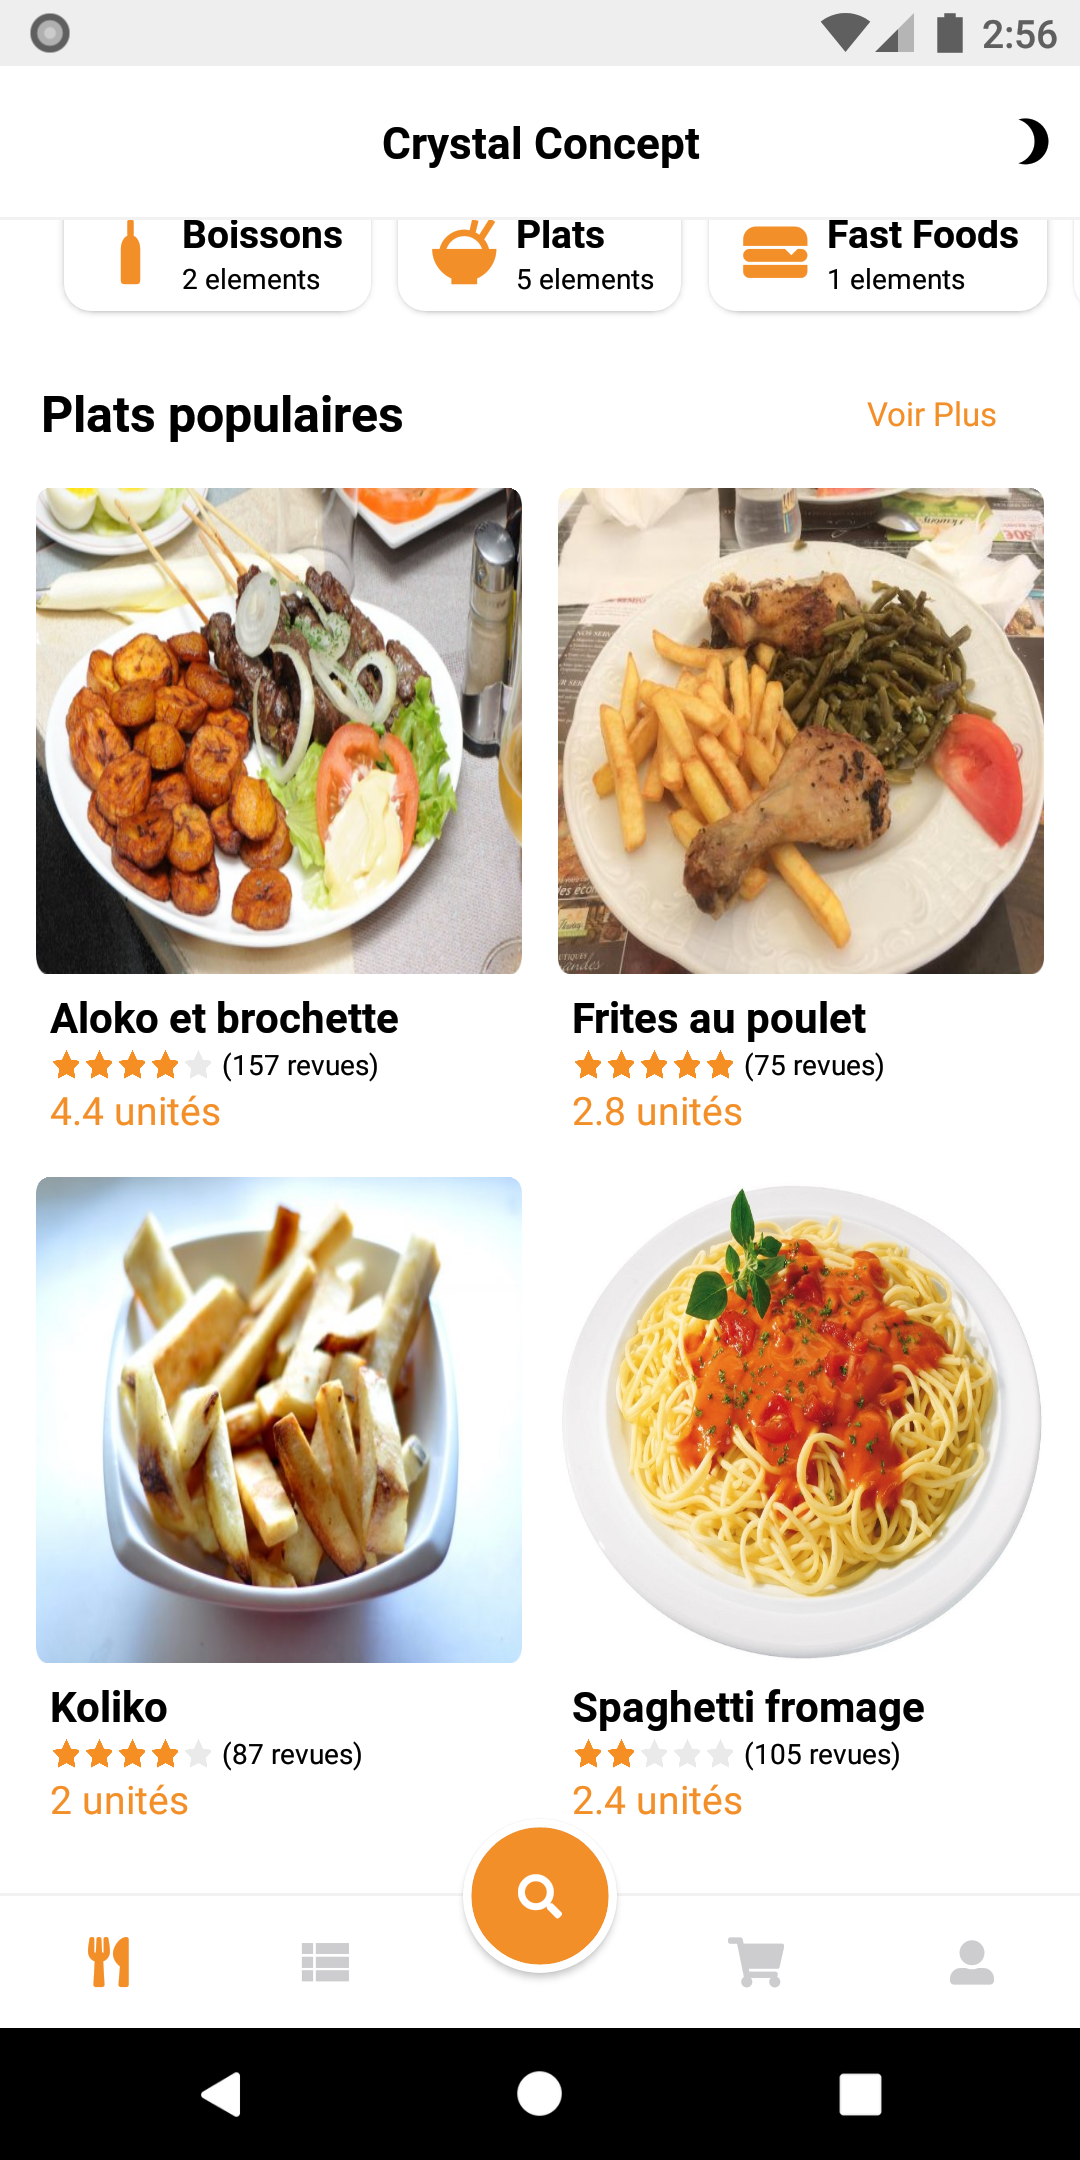 2:56
Crystal Concept
Boissons
2 elements
Plats
5 elements
Fast Foods
1 elements
Plats populaires
Voir Plus
Aloko et brochette
(157 revues)
4.4 unités
Frites au poulet
(75 revues)
2.8 unités
Koliko
(87 revues)
2 unités
Spaghetti fromage
(105 revues)
2.4 unités